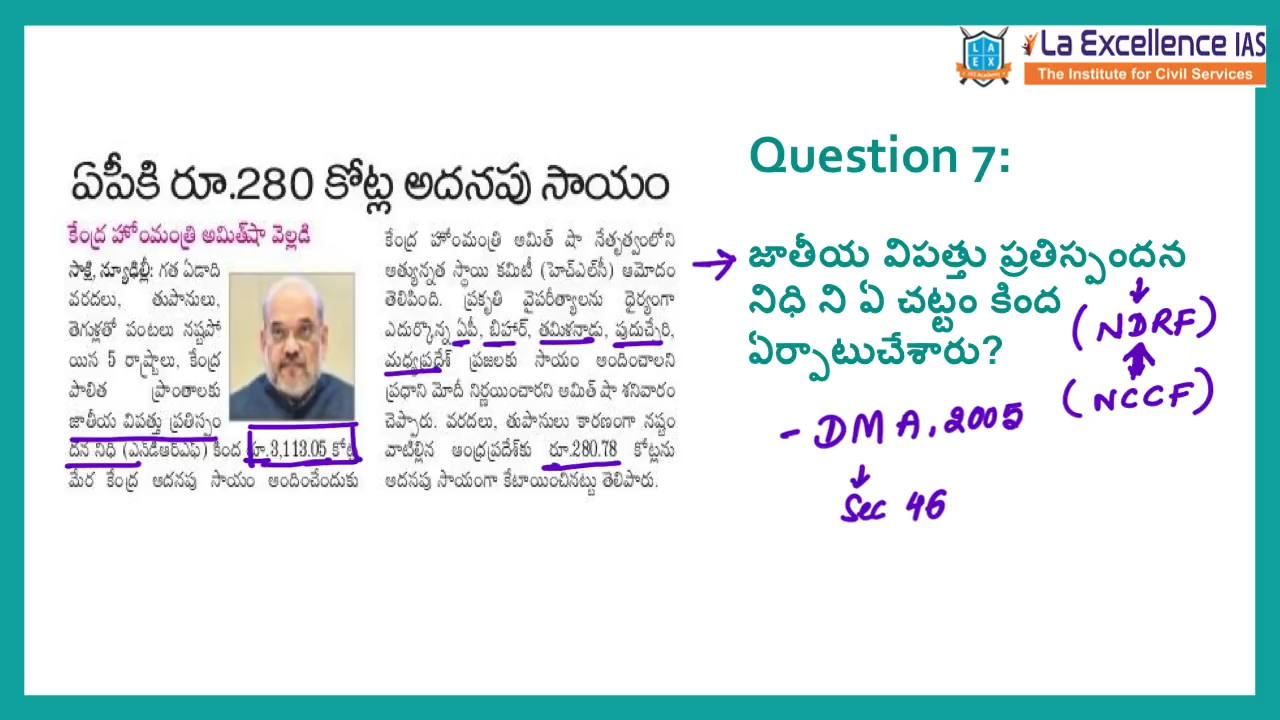 La Excellence IAS
The Institute for Civil Services
LA
EX
ఏపీకి రూ.280 కోట్ల అదనపు సాయం
కేంద్ర హోంమంత్రి అమిత్‌షా వెల్లడి
సాక్షి, న్యూఢిల్లీ: గత ఏడాది
వరదలు, తుపానులు,
తెగుళ్లతో పంటలు నష్టపో
యిన 5 రాష్ట్రాలు, కేంద్ర
పాలిత ప్రాంతాలకు
జాతీయ విపత్తు ప్రతిస్పం
దన నిధి (ఎన్‌డీఆర్‌ఎఫ్) కింద రూ.3,113.05 కోట్ల
మేర కేంద్ర అదనపు సాయం అందించేందుకు
కేంద్ర హోంమంత్రి అమిత్ షా నేతృత్వంలోని
అత్యున్నత స్థాయి కమిటీ (హెచ్‌ఎల్‌సీ) ఆమోదం
తెలిపింది. ప్రకృతి వైపరీత్యాలను ధైర్యంగా
ఎదుర్కొన్న ఏపీ, బిహార్, తమిళనాడు, పుదుచ్చేరి,
మధ్యప్రదేశ్ ప్రజలకు సాయం అందించాలని
ప్రధాని మోదీ నిర్ణయించారని అమిత్ షా శనివారం
చెప్పారు. వరదలు, తుపానులు కారణంగా నష్టం
వాటిల్లిన ఆంధ్రప్రదేశ్‌కు రూ.280.78 కోట్లను
అదనపు సాయంగా కేటాయించినట్టు తెలిపారు.
Question 7:
జాతీయ విపత్తు ప్రతిస్పందన
నిధి ని ఏ చట్టం కింద
ఏర్పాటుచేశారు?
(NDRF)
(NCCF)
- DMA, 2005
Sec 46